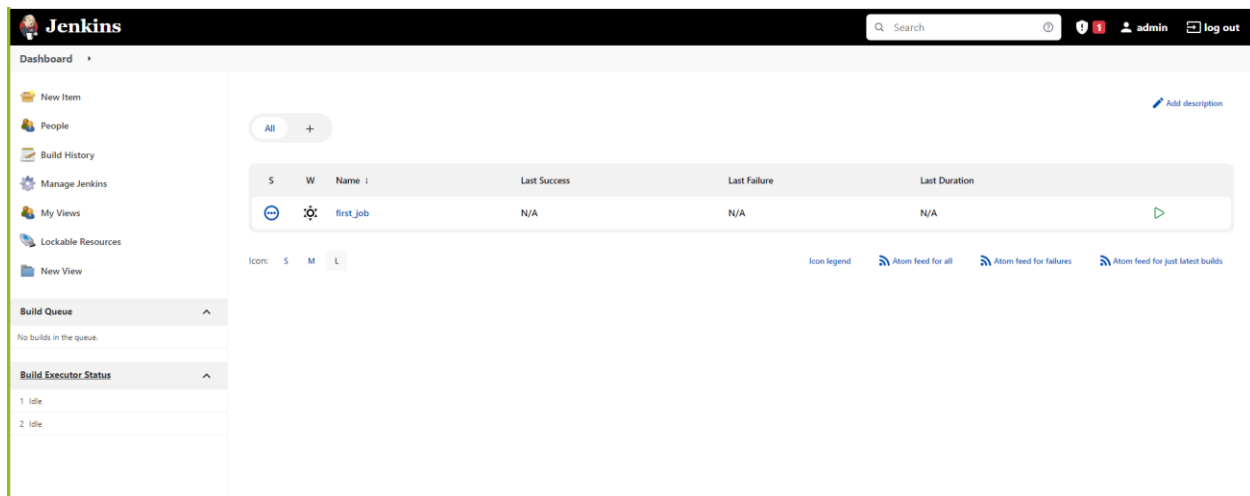 Jenkins
Search
1
admin
log out
Dashboard
New Item
People
Build History
Manage Jenkins
My Views
Lockable Resources
New View
Build Queue
No builds in the queue.
Build Executor Status
1 Idle
2 Idle
Add description
All +
S W Name ↓ Last Success Last Failure Last Duration
first_job N/A N/A N/A
Icon: S M L
Icon legend Atom feed for all Atom feed for failures Atom feed for just latest builds